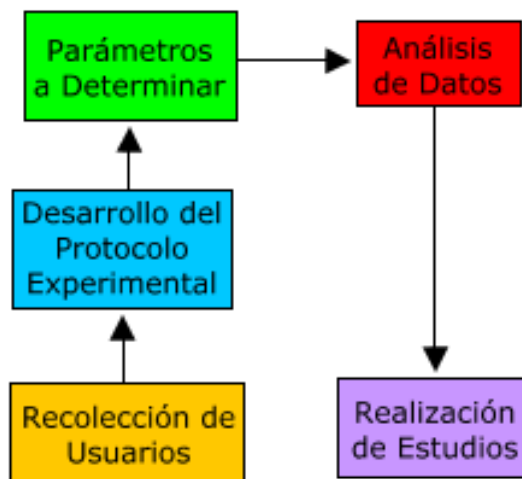 Parámetros
a Determinar
Análisis
de Datos
Desarrollo del
Protocolo
Experimental
Recolección de
Usuarios
Realización
de Estudios